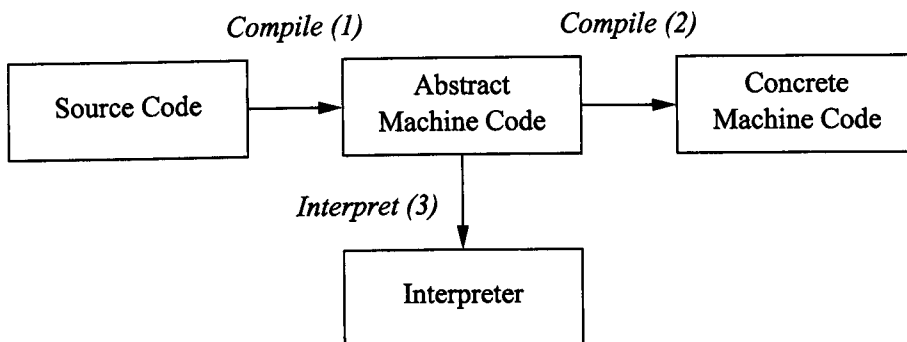 Compile (1)
Compile (2)
Source Code
Abstract
Machine Code
Concrete
Machine Code
Interpret (3)
Interpreter